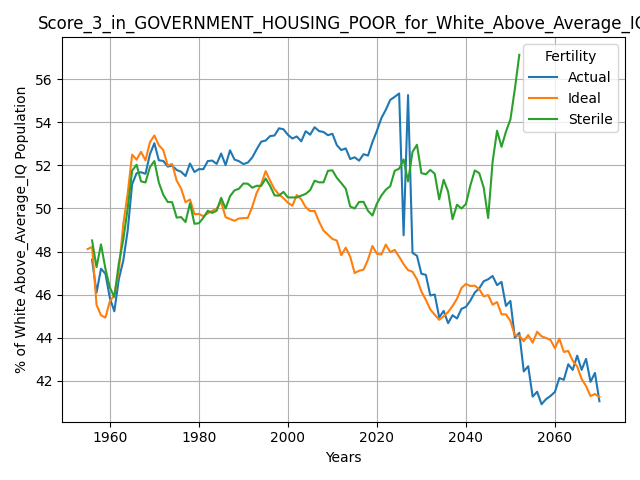 Score_3_in_GOVERNMENT_HOUSING_POOR_for_White_Above_Average_IQ
Fertility
Actual
Ideal
Sterile
% of White Above_Average_IQ Population
56
54
52
50
48
46
44
42
1960
1980
2000
2020
2040
2060
Years